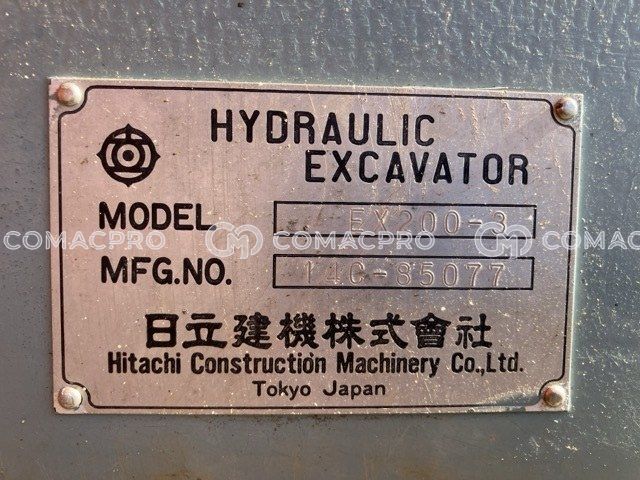 HYDRAULIC
EXCAVATOR
MODEL EX200-3
COMACPRO COMACPRO COMACPRO
MFG.NO. 14C-85077
日立建機株式會社
Hitachi Construction Machinery Co.,Ltd.
Tokyo Japan